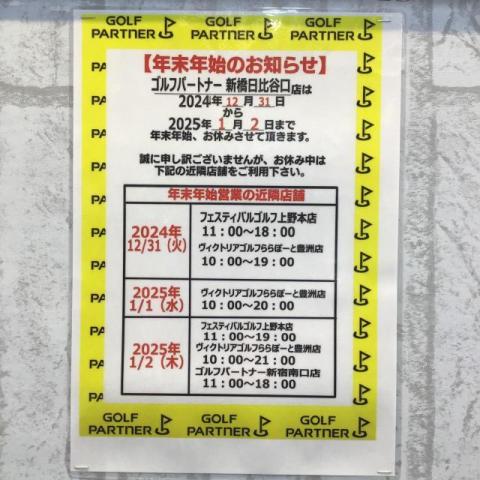 GOLF PARTNER GOLF PARTNER GOLF PARTNER
【年末年始のお知らせ】
ゴルフパートナー 新橋日比谷口店は
2024年 12月 31日
から
2025年 1月 2日まで
年末年始、お休みさせて頂きます。
誠に申し訳ございませんが、お休み中は
下記の近隣店舗をご利用下さい。
年末年始営業の近隣店舗
2024年
12/31（火）
フェスティバルゴルフ上野本店
11：00〜18：00
ヴィクトリアゴルフららぽーと豊洲店
10：00〜19：00
2025年
1/1（水）
ヴィクトリアゴルフららぽーと豊洲店
10：00〜20：00
2025年
1/2（木）
フェスティバルゴルフ上野本店
11：00〜19：00
ヴィクトリアゴルフららぽーと豊洲店
10：00〜21：00
ゴルフパートナー新宿南口店
11：00〜18：00
GOLF PARTNER GOLF PARTNER GOLF PARTNER